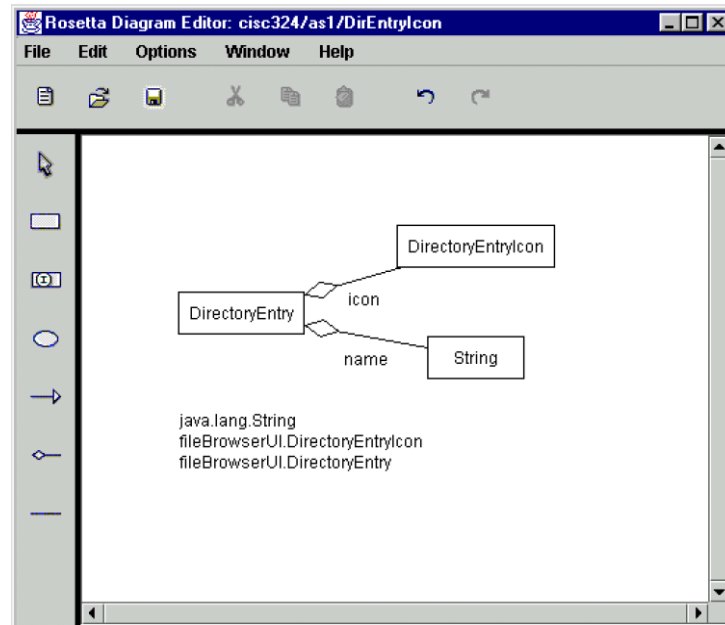 Rosetta Diagram Editor: cisc324/as1/DirEntryIcon
File Edit Options Window Help
DirectoryEntryIcon
icon
DirectoryEntry
name
String
java.lang.String
fileBrowserUI.DirectoryEntryIcon
fileBrowserUI.DirectoryEntry